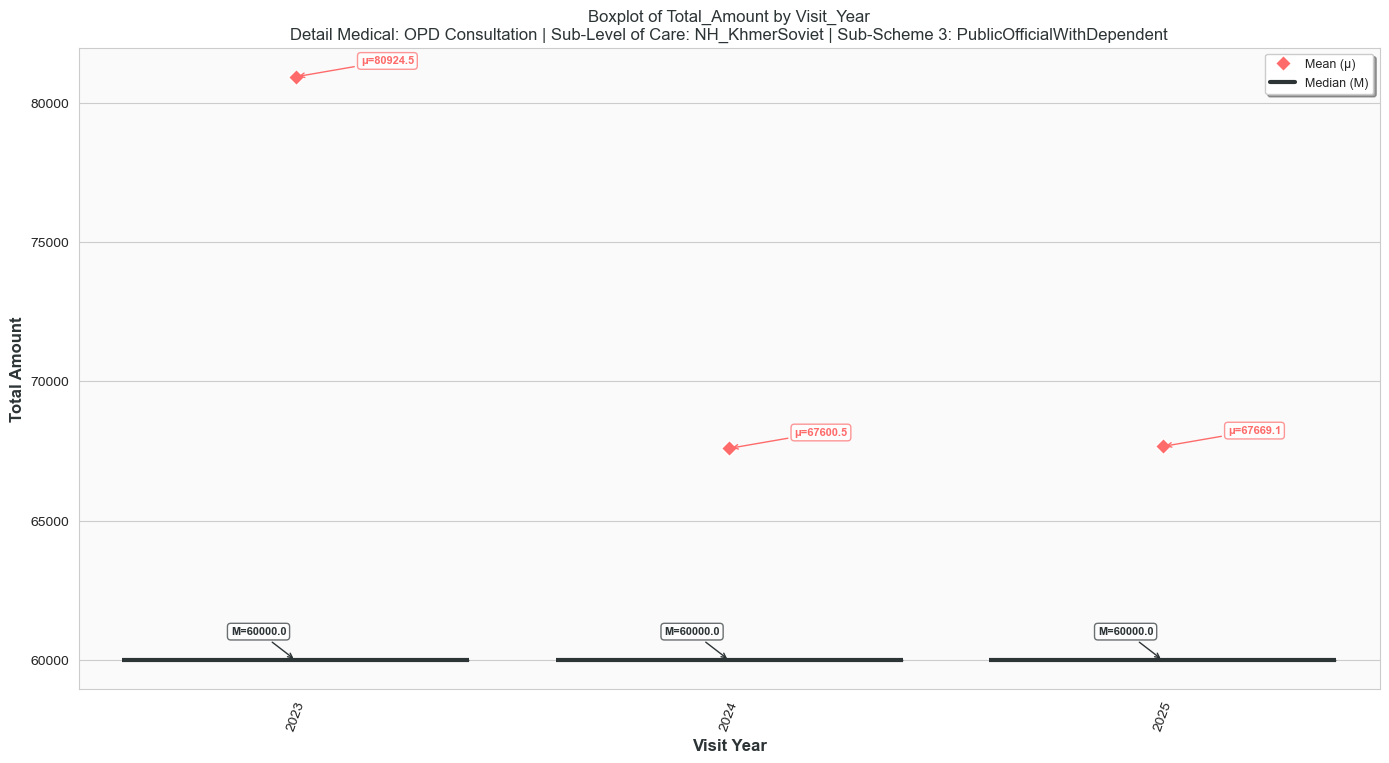 Boxplot of Total_Amount by Visit_Year
Detail Medical: OPD Consultation | Sub-Level of Care: NH_KhmerSoviet | Sub-Scheme 3: PublicOfficialWithDependent
Mean (μ)
Median (M)
μ=80924.5
μ=67600.5
μ=67669.1
M=60000.0
M=60000.0
M=60000.0
Total Amount
80000
75000
70000
65000
60000
2023
2024
2025
Visit Year